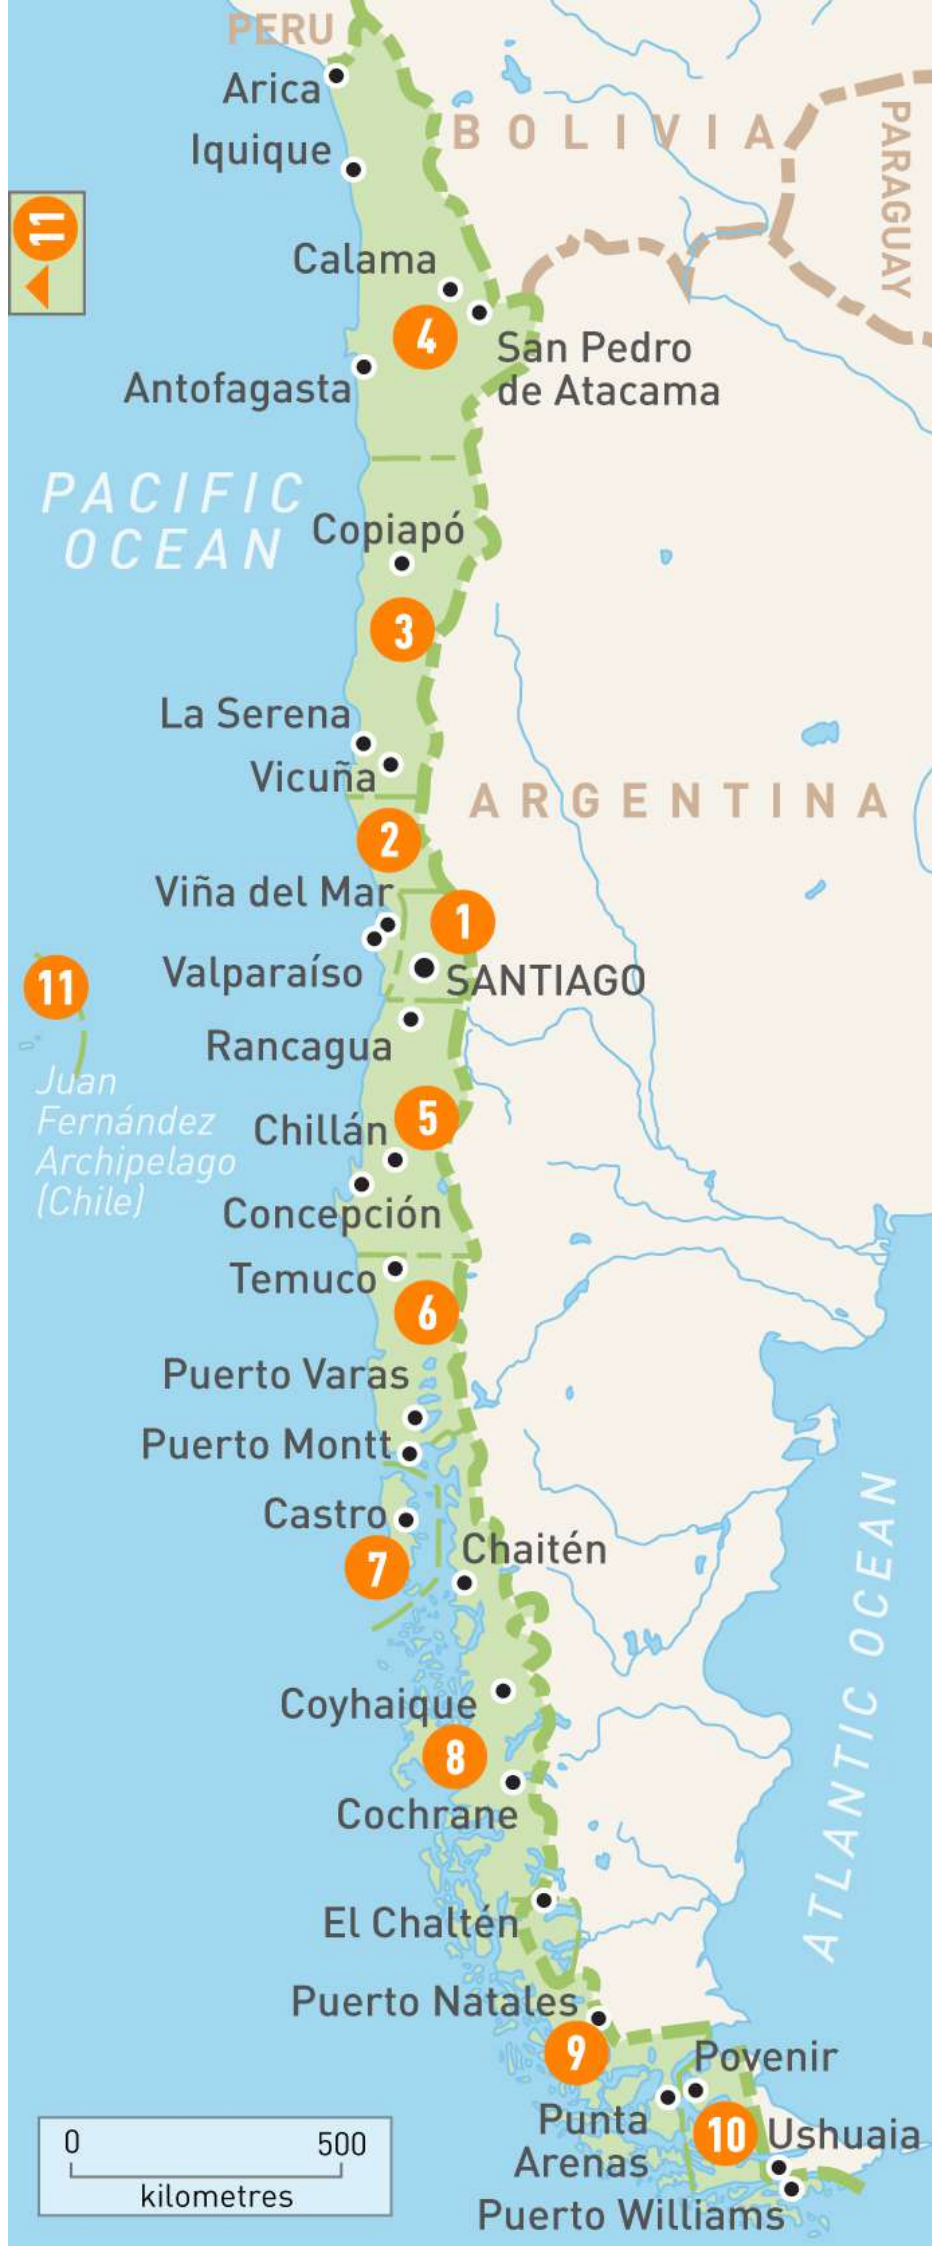 PERU
Arica
BOLIVIA
PARAGUAY
Iquique
11
Calama
4
San Pedro
de Atacama
Antofagasta
PACIFIC
OCEAN
Copiapó
3
La Serena
Vicuña
ARGENTINA
2
Viña del Mar
1
Valparaíso
SANTIAGO
11
Rancagua
Juan
Fernández
Archipelago
(Chile)
5
Chillán
Concepción
Temuco
6
Puerto Varas
Puerto Montt
Castro
7
Chaitén
ATLANTIC OCEAN
Coyhaique
8
Cochrane
El Chaltén
Puerto Natales
9
Povenir
Punta
Arenas
10
Ushuaia
Puerto Williams
0 500
kilometres